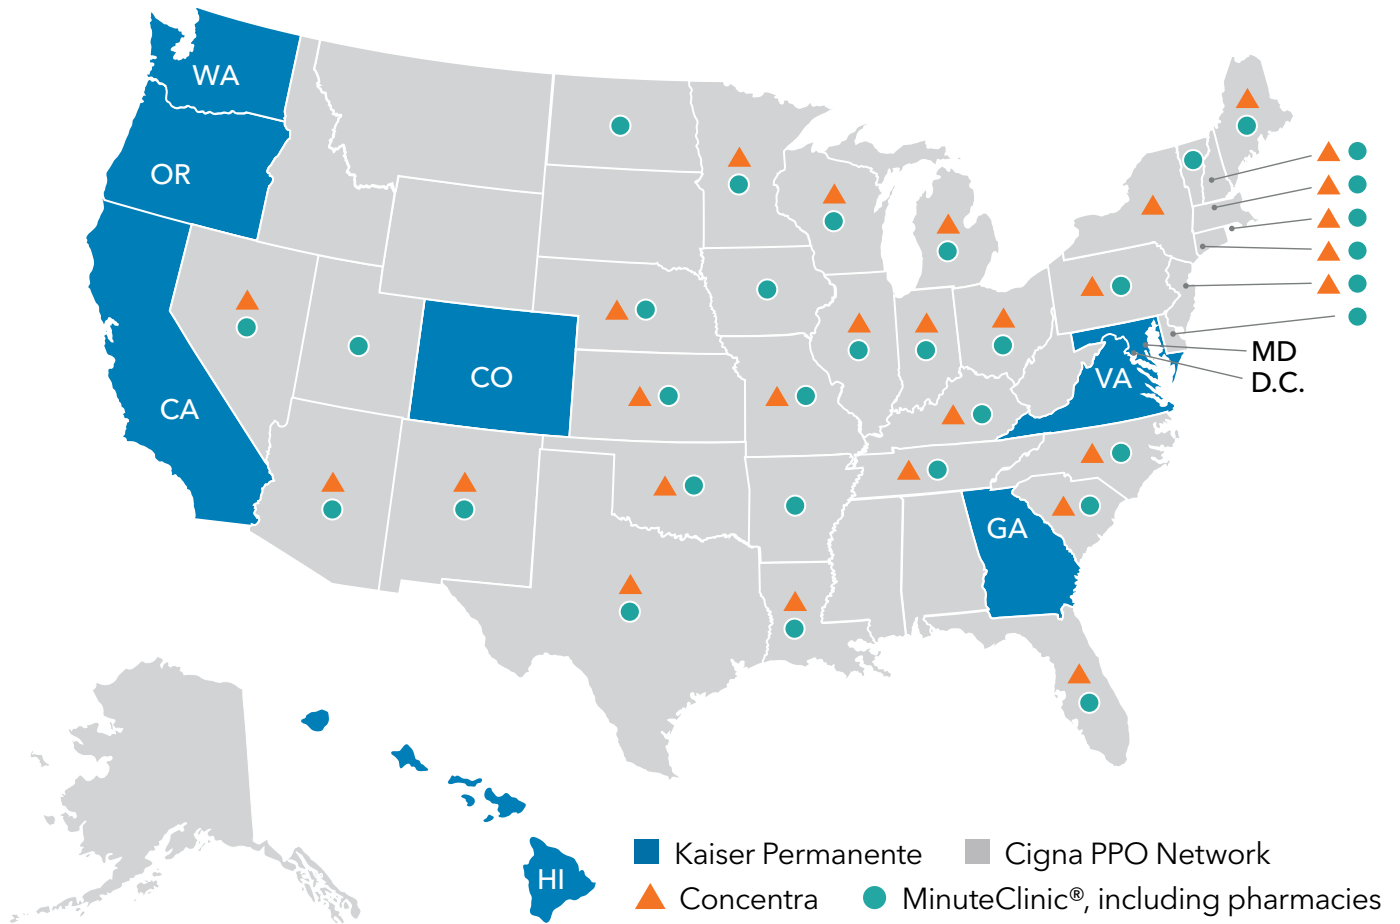 WA
OR
CO
CA
MD
VA
D.C.
GA
HI
Kaiser Permanente
Cigna PPO Network
Concentra
MinuteClinic®, including pharmacies